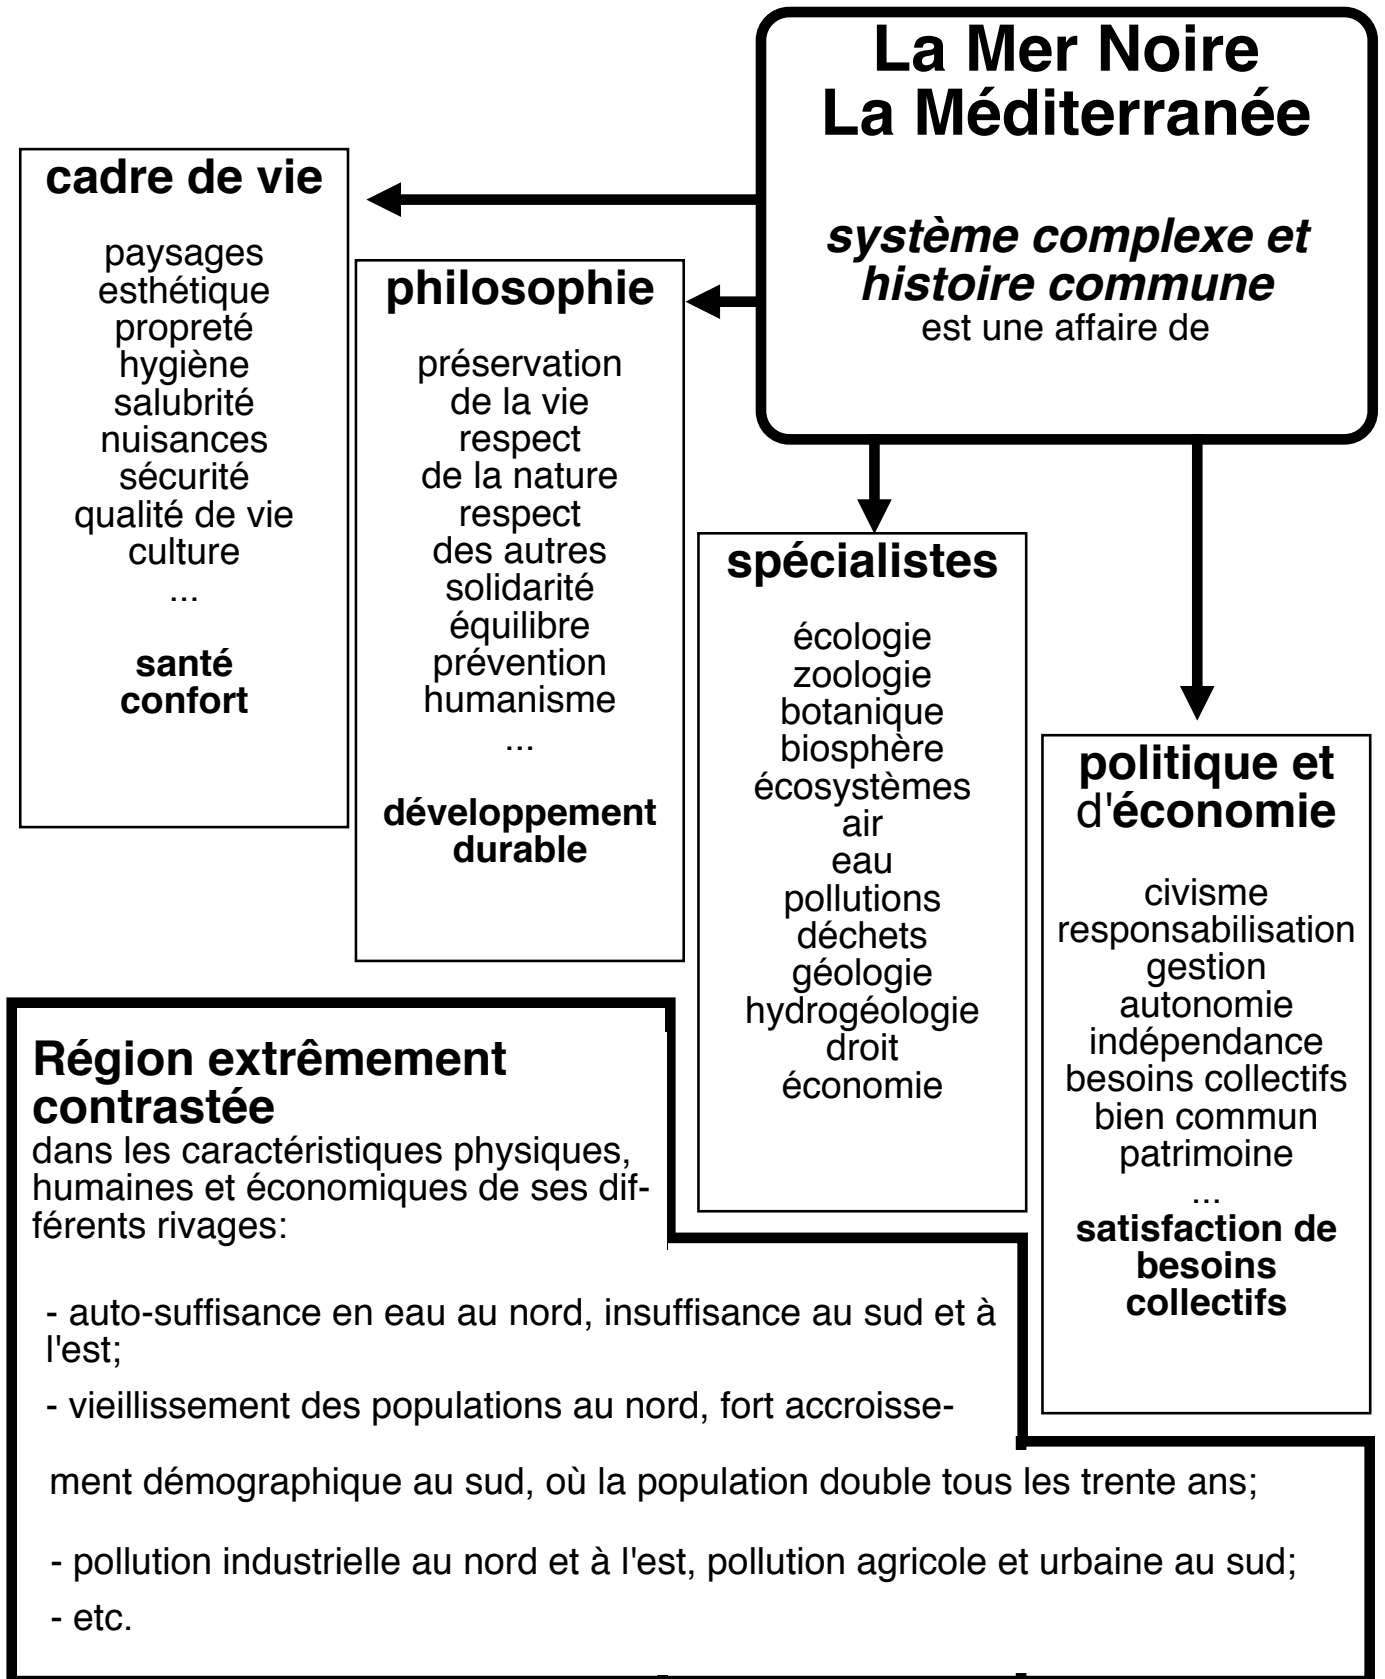 La Mer Noire
La Méditerranée
système complexe et
histoire commune
est une affaire de
cadre de vie
paysages
esthétique
propreté
hygiène
salubrité
nuisances
sécurité
qualité de vie
culture
...
santé
confort
philosophie
préservation
de la vie
respect
de la nature
respect
des autres
solidarité
équilibre
prévention
humanisme
...
développement
durable
spécialistes
écologie
zoologie
botanique
biosphère
écosystèmes
air
eau
pollutions
déchets
géologie
hydrogéologie
droit
économie
politique et
d'économie
civisme
responsabilisation
gestion
autonomie
indépendance
besoins collectifs
bien commun
patrimoine
...
satisfaction de
besoins
collectifs
Région extrêmement
contrastée
dans les caractéristiques physiques,
humaines et économiques de ses dif-
férents rivages:
- auto-suffisance en eau au nord, insuffisance au sud et à
l'est;
- vieillissement des populations au nord, fort accroisse-
ment démographique au sud, où la population double tous les trente ans;
- pollution industrielle au nord et à l'est, pollution agricole et urbaine au sud;
- etc.